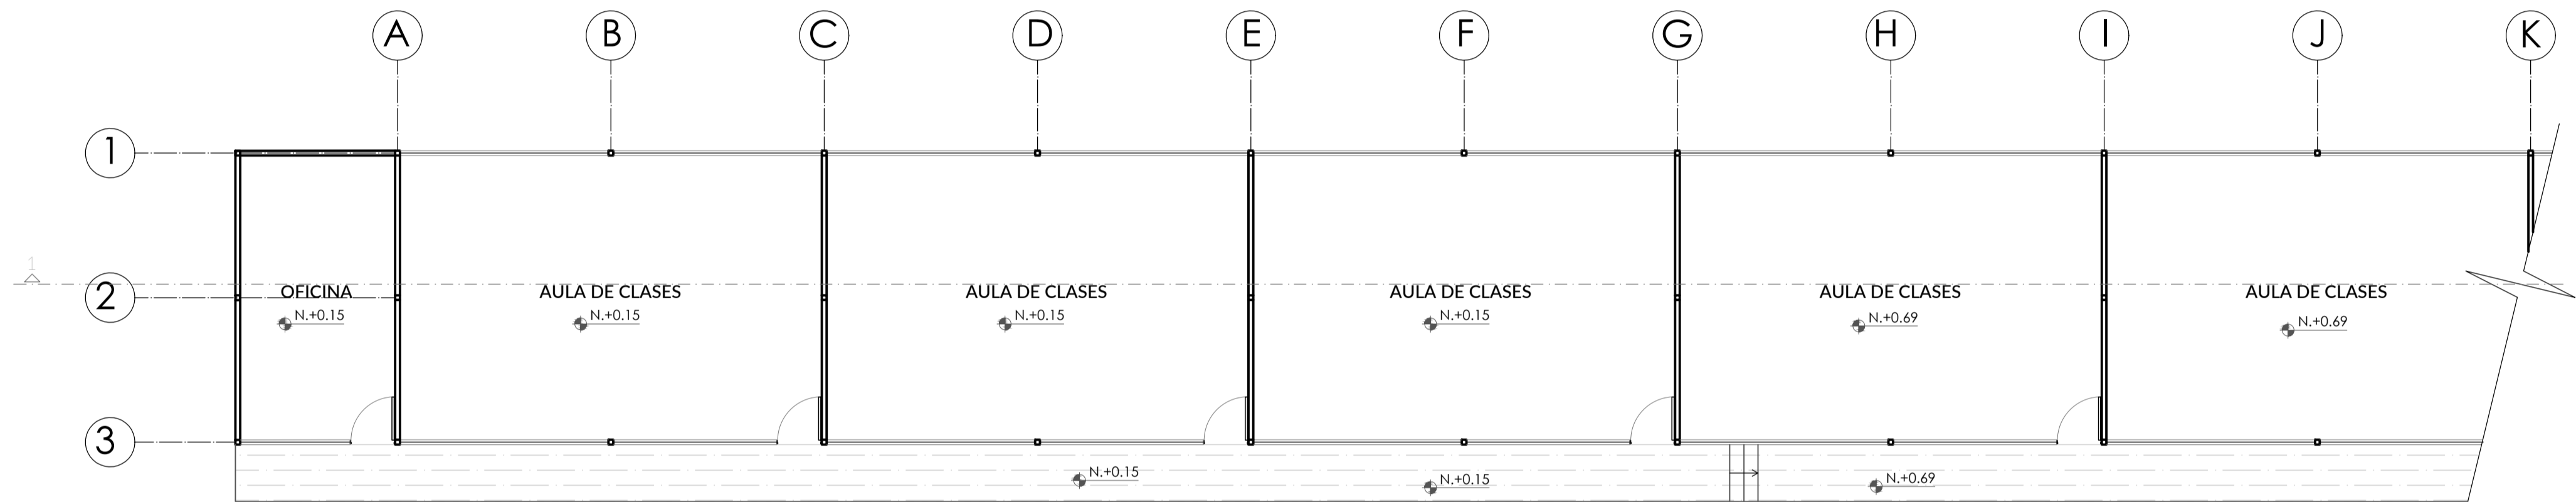 A
B
C
D
E
F
G
H
I
J
K
1
1
2
OFICINA
AULA DE CLASES
AULA DE CLASES
AULA DE CLASES
AULA DE CLASES
AULA DE CLASES
N.+0.15
N.+0.15
N.+0.15
N.+0.15
N.+0.69
N.+0.69
3
N.+0.15
N.+0.15
N.+0.69